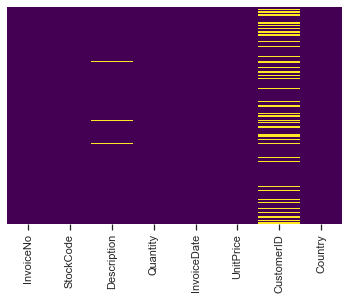 InvoiceNo
StockCode
Description
Quantity
InvoiceDate
UnitPrice
CustomerID
Country